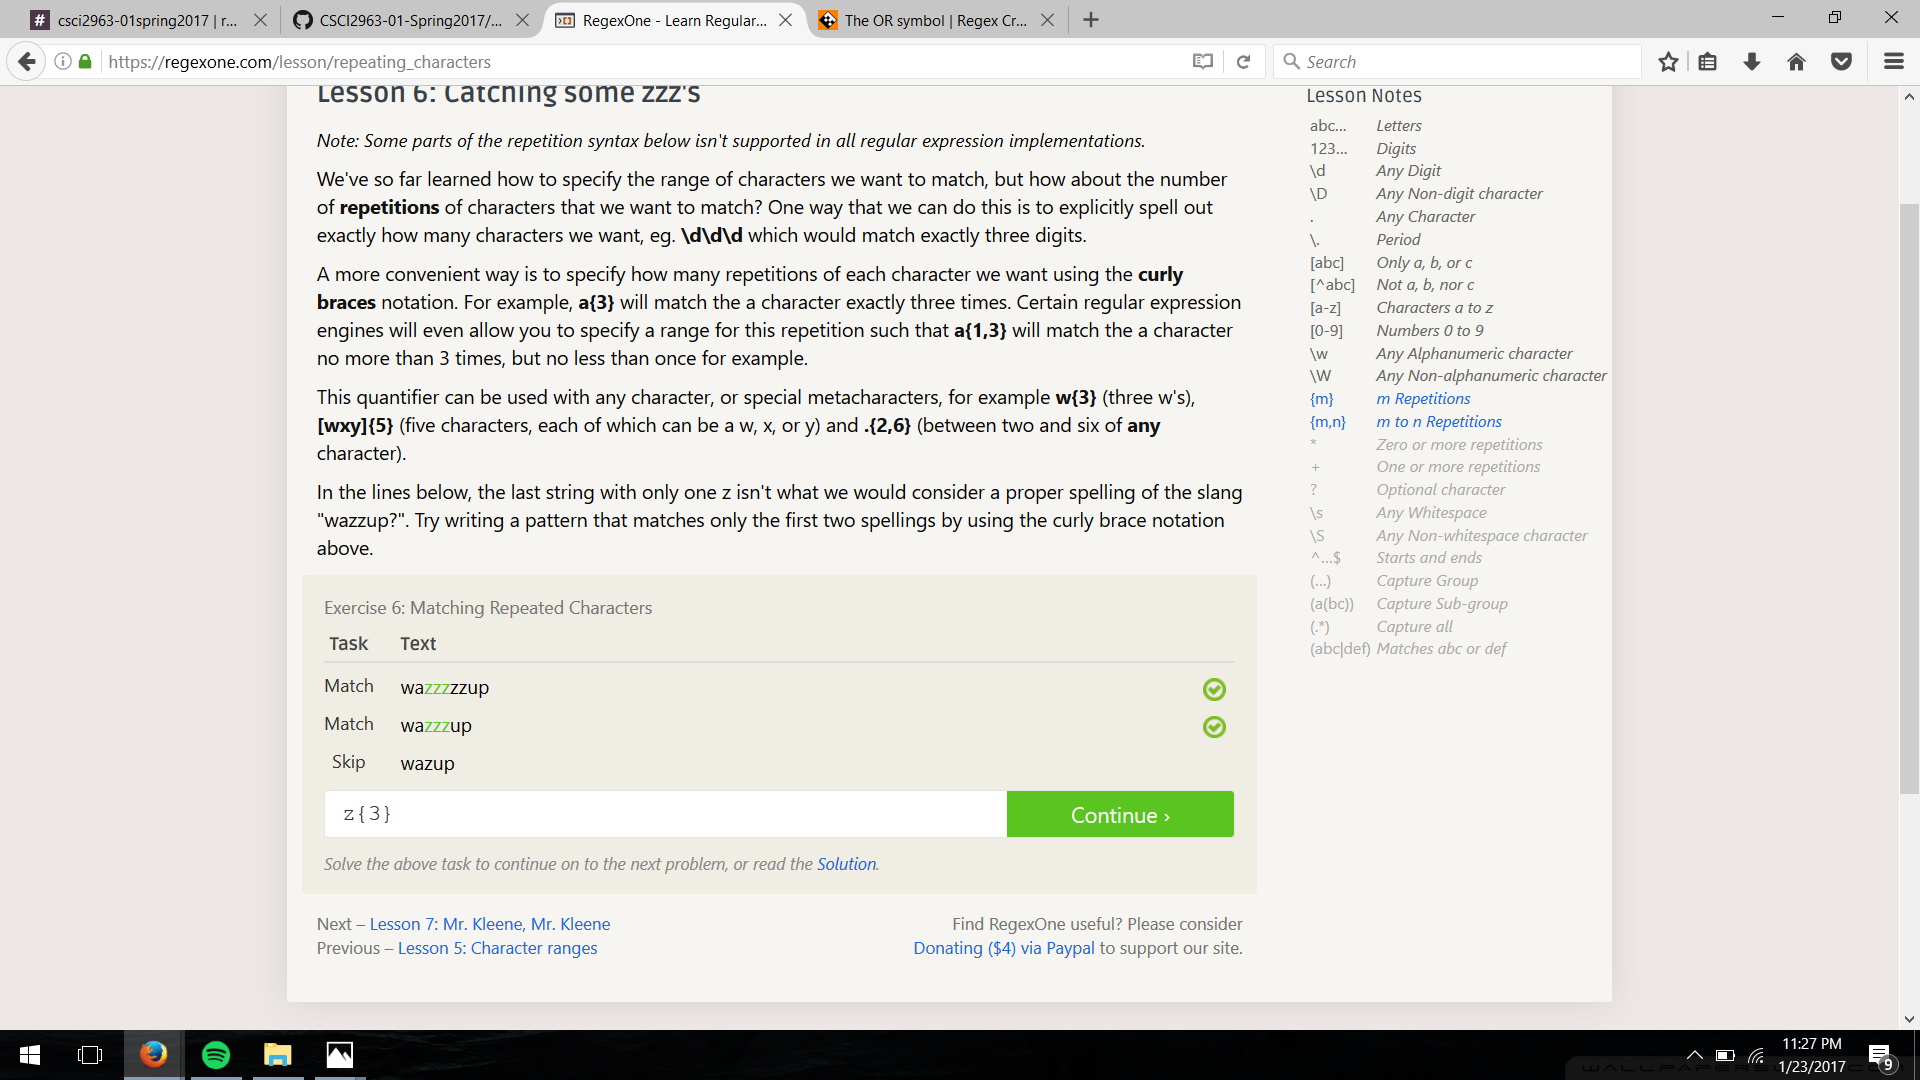 csci2963-01spring2017 | r...
CSCI2963-01-Spring2017/...
RegexOne - Learn Regular...
The OR symbol | Regex Cr...
https://regexone.com/lesson/repeating_characters
Search
Lesson 6: Catching some zzz's
Note: Some parts of the repetition syntax below isn't supported in all regular expression implementations.
We've so far learned how to specify the range of characters we want to match, but how about the number
of repetitions of characters that we want to match? One way that we can do this is to explicitly spell out
exactly how many characters we want, eg. \d\d\d which would match exactly three digits.
A more convenient way is to specify how many repetitions of each character we want using the curly
braces notation. For example, a{3} will match the a character exactly three times. Certain regular expression
engines will even allow you to specify a range for this repetition such that a{1,3} will match the a character
no more than 3 times, but no less than once for example.
This quantifier can be used with any character, or special metacharacters, for example w{3} (three w's),
[wxy]{5} (five characters, each of which can be a w, x, or y) and .{2,6} (between two and six of any
character).
In the lines below, the last string with only one z isn't what we would consider a proper spelling of the slang
"wazzup?". Try writing a pattern that matches only the first two spellings by using the curly brace notation
above.
Exercise 6: Matching Repeated Characters
Task Text
Match wazzzzzup
Match wazzzup
Skip wazup
z{3}
Continue ›
Solve the above task to continue on to the next problem, or read the Solution.
Next – Lesson 7: Mr. Kleene, Mr. Kleene
Previous – Lesson 5: Character ranges
Find RegexOne useful? Please consider
Donating ($4) via Paypal to support our site.
Lesson Notes
abc... Letters
123... Digits
\d Any Digit
\D Any Non-digit character
. Any Character
\. Period
[abc] Only a, b, or c
[^abc] Not a, b, nor c
[a-z] Characters a to z
[0-9] Numbers 0 to 9
\w Any Alphanumeric character
\W Any Non-alphanumeric character
{m} m Repetitions
{m,n} m to n Repetitions
* Zero or more repetitions
+ One or more repetitions
? Optional character
\s Any Whitespace
\S Any Non-whitespace character
^...$ Starts and ends
(...) Capture Group
(a(bc)) Capture Sub-group
(.*) Capture all
(abc|def) Matches abc or def
11:27 PM
1/23/2017
9